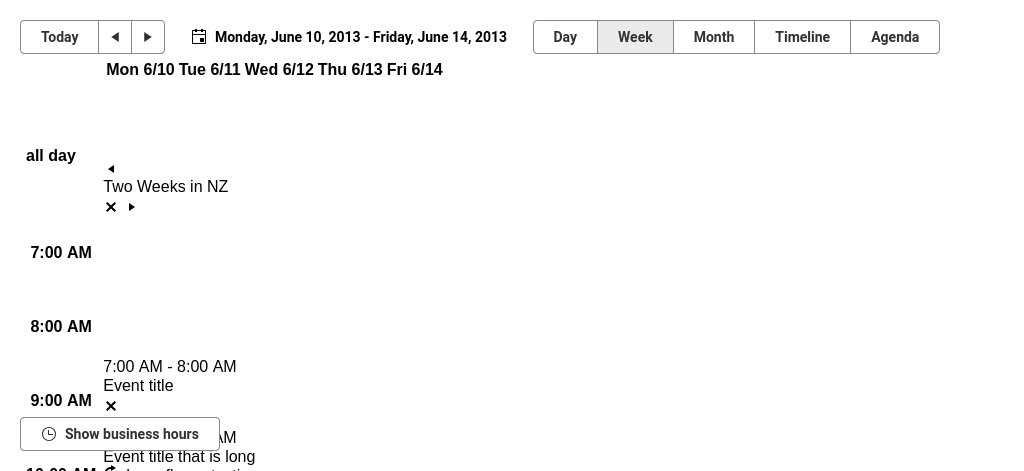 Today
Monday, June 10, 2013 - Friday, June 14, 2013
Day Week Month Timeline Agenda
Mon 6/10 Tue 6/11 Wed 6/12 Thu 6/13 Fri 6/14
all day
Two Weeks in NZ
7:00 AM
8:00 AM
7:00 AM - 8:00 AM
Event title
9:00 AM
Show business hours
AM
Event title that is long